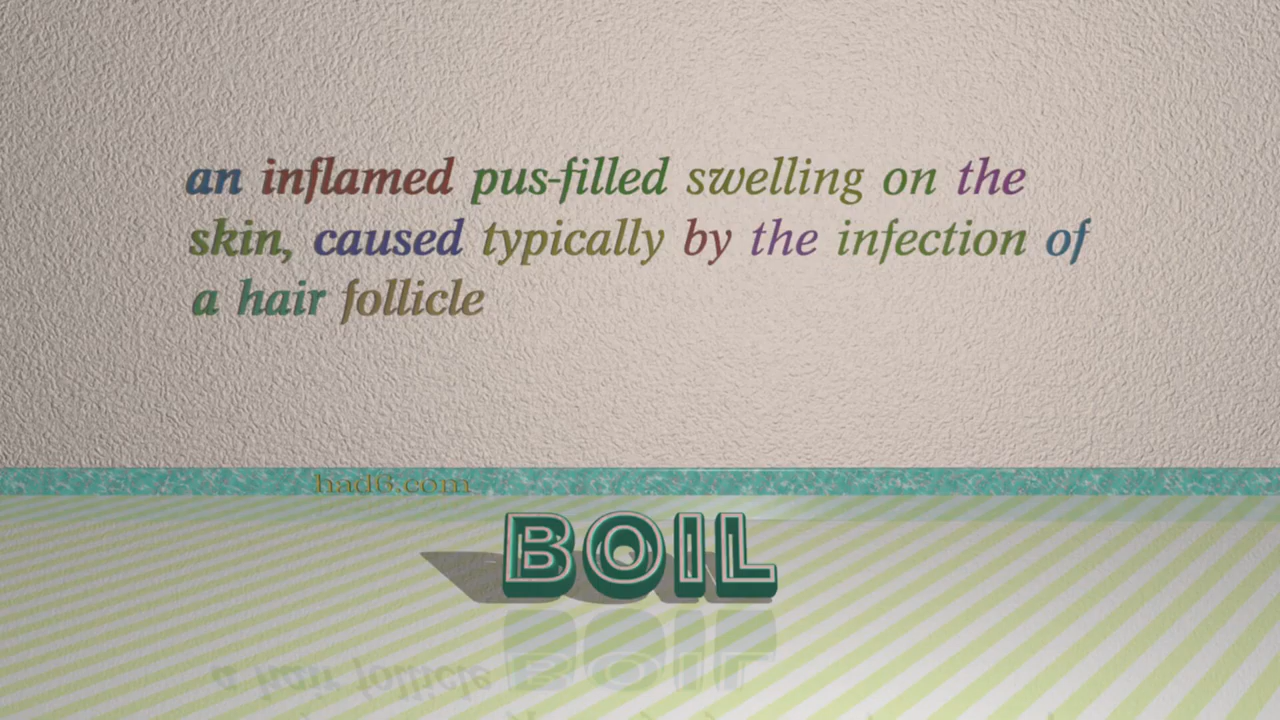 an inflamed pus-filled swelling on the
skin, caused typically by the infection of
a hair follicle
had6.com
BOIL